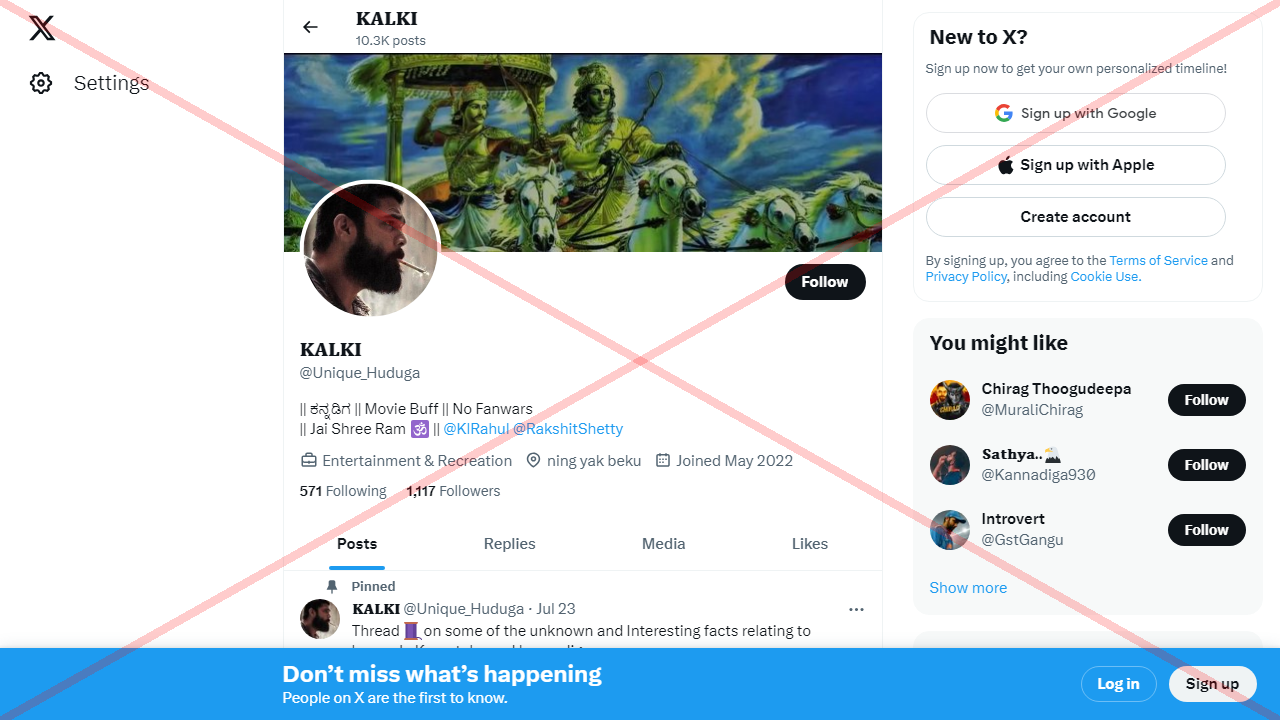 Settings
KALKI
10.3K posts
Follow
KALKI
@Unique_Huduga
|| ಕನ್ನಡಿಗ || Movie Buff || No Fanwars
|| Jai Shree Ram 🕉 || @KlRahul @RakshitShetty
Entertainment & Recreation ning yak beku Joined May 2022
571 Following 1,117 Followers
Posts Replies Media Likes
Pinned
KALKI @Unique_Huduga · Jul 23
Thread 🧵 on some of the unknown and Interesting facts relating to
New to X?
Sign up now to get your own personalized timeline!
Sign up with Google
Sign up with Apple
Create account
By signing up, you agree to the Terms of Service and
Privacy Policy, including Cookie Use.
You might like
Chirag Thoogudeepa
@MuraliChirag
Follow
Sathya..🏔
@Kannadiga930
Follow
Introvert
@GstGangu
Follow
Show more
Don’t miss what’s happening
People on X are the first to know.
Log in
Sign up